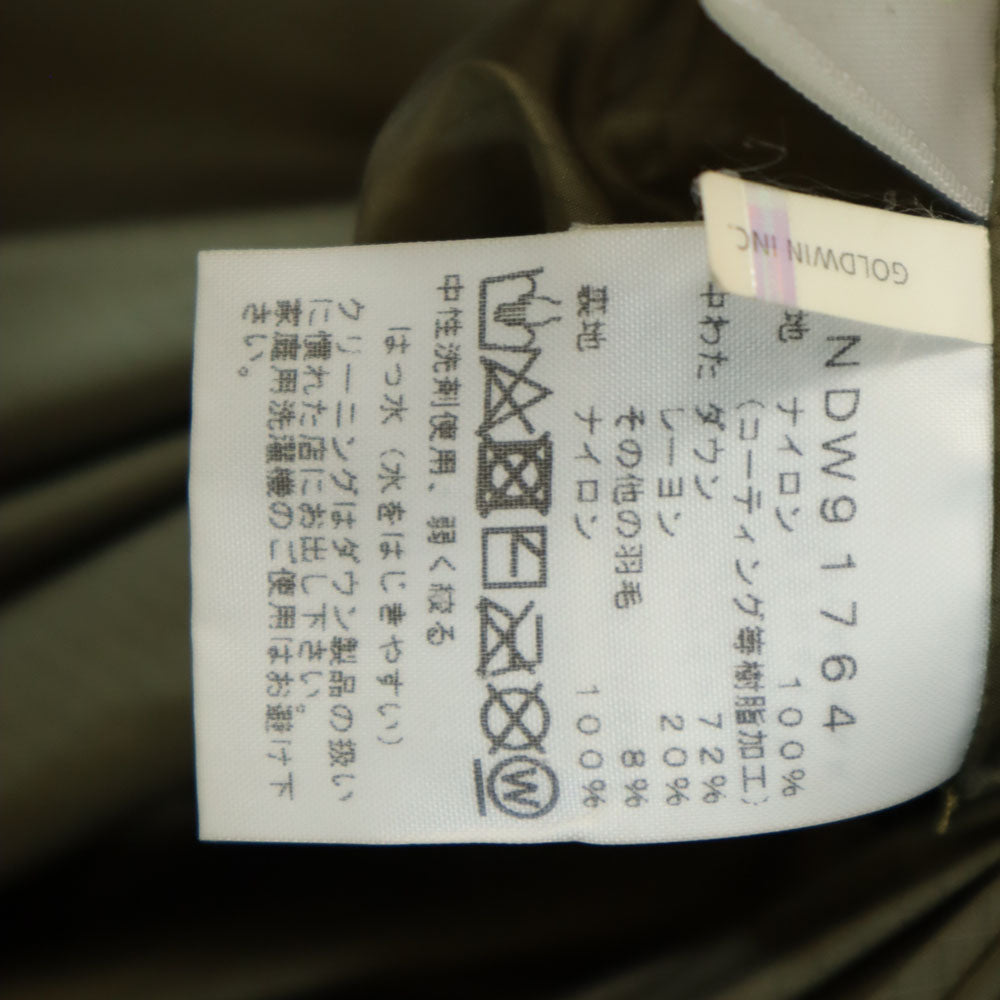 GOLDWIN INC.
NDW91764
地 ナイロン 100%
(コーティング等樹脂加工)
中わた ダウン 72%
レーヨン 20%
その他の羽毛 8%
裏地 ナイロン 100%
W
中性洗剤使用、弱く絞る
はっ水(水をはじきやすい)
クリーニングはダウン製品の扱い
に慣れた店にお出し下さい。
家庭用洗濯機のご使用はお避け下
さい。